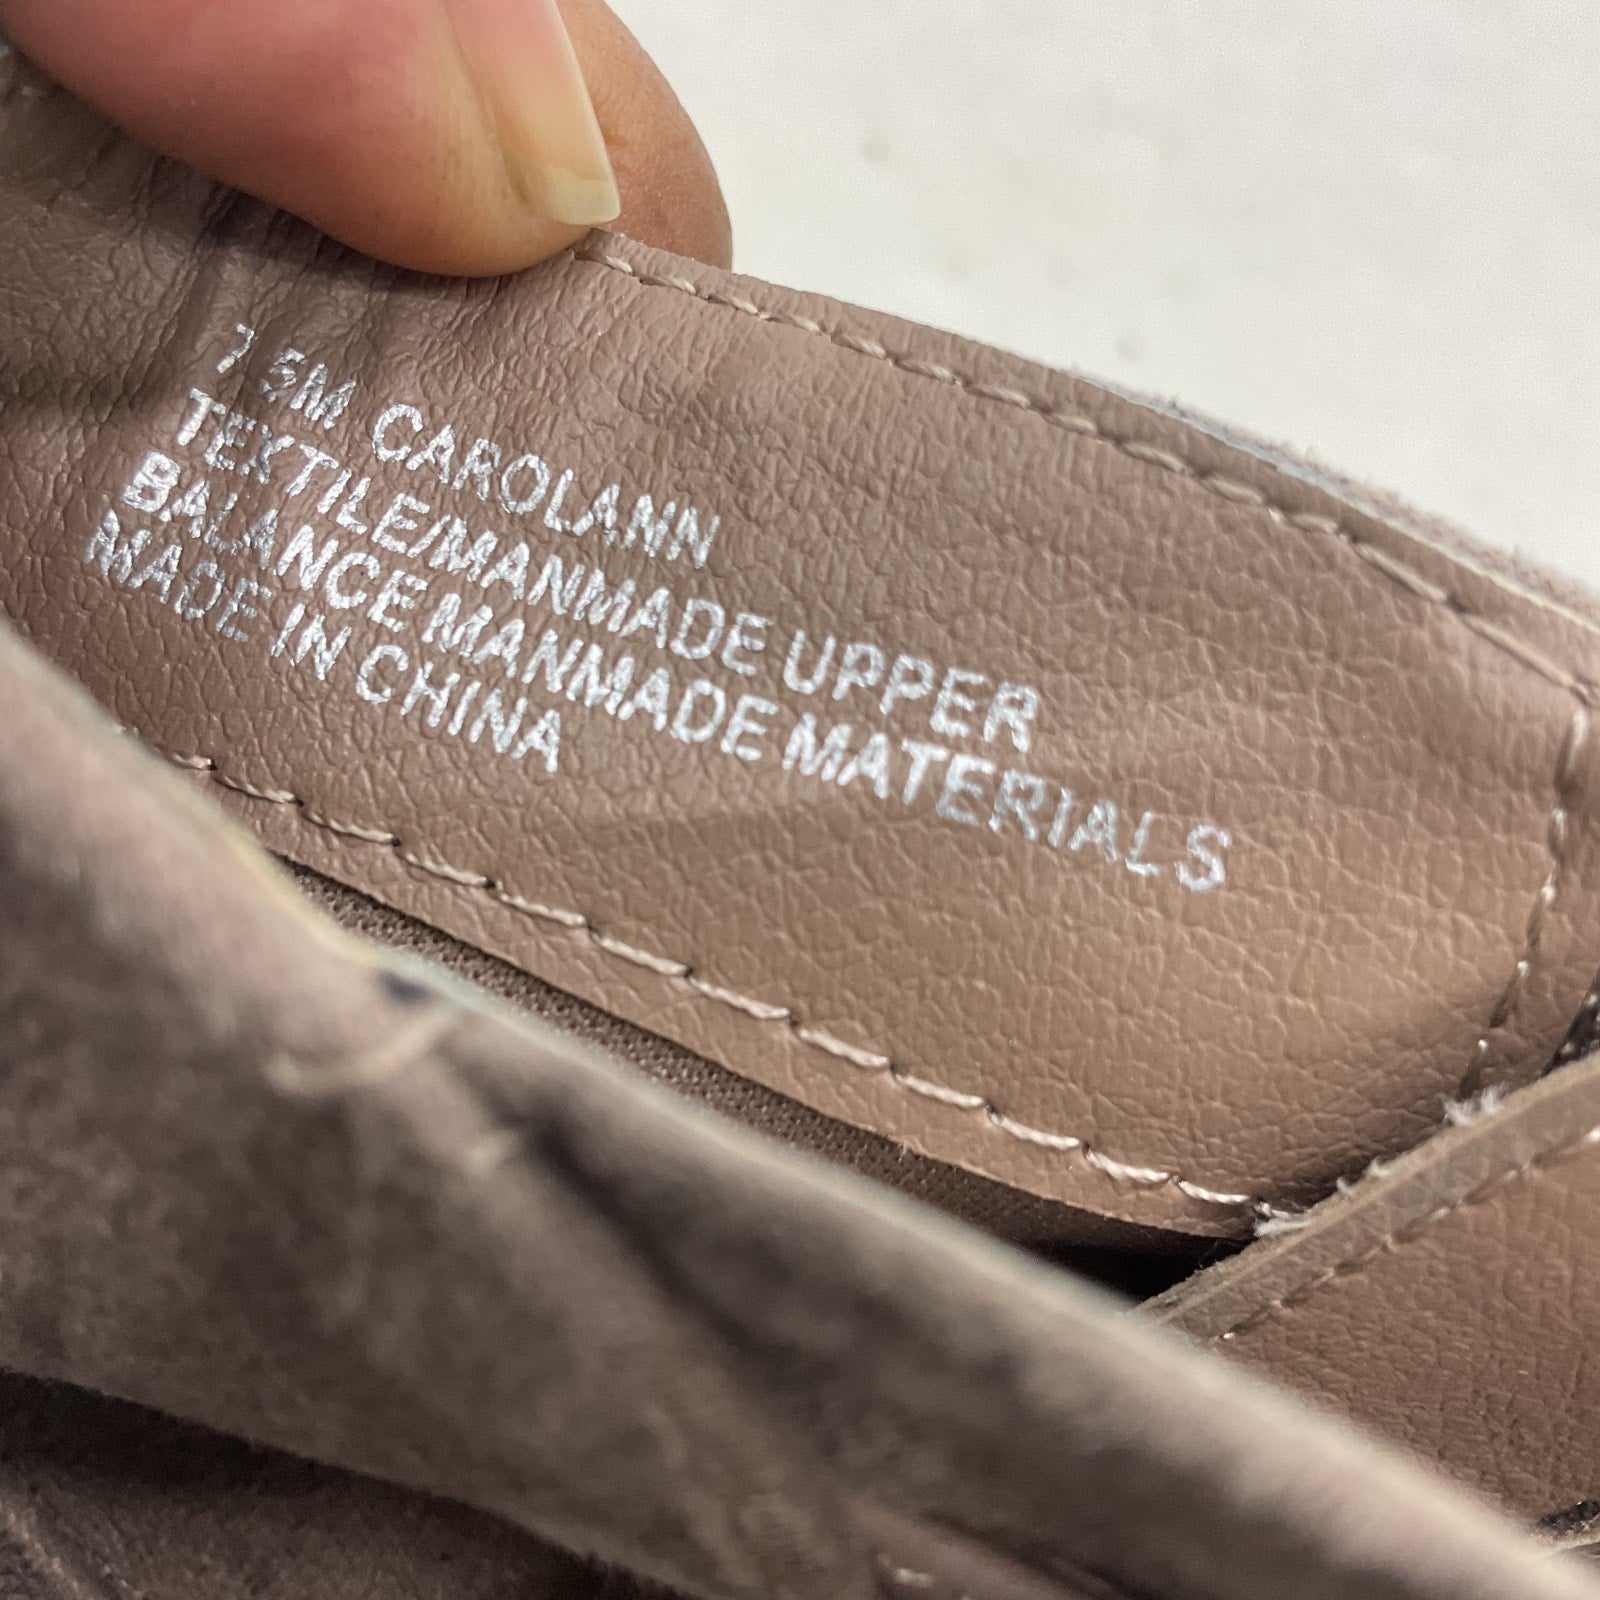 7 5M CAROLANN
TEXTILE/MANMADE UPPER
BALANCE MANMADE MATERIALS
MADE IN CHINA